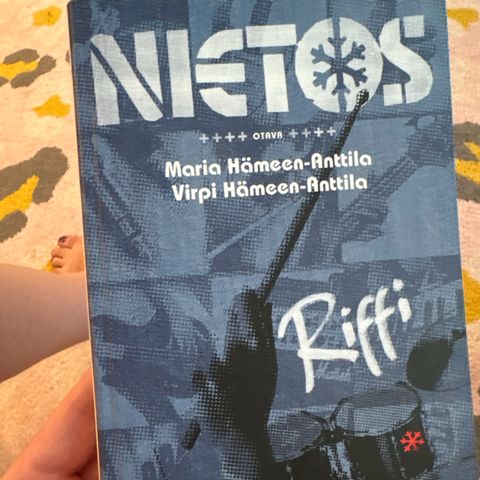 NIETOS
++++ OTAVA ++++
Maria Hämeen-Anttila
Virpi Hämeen-Anttila
Riffi